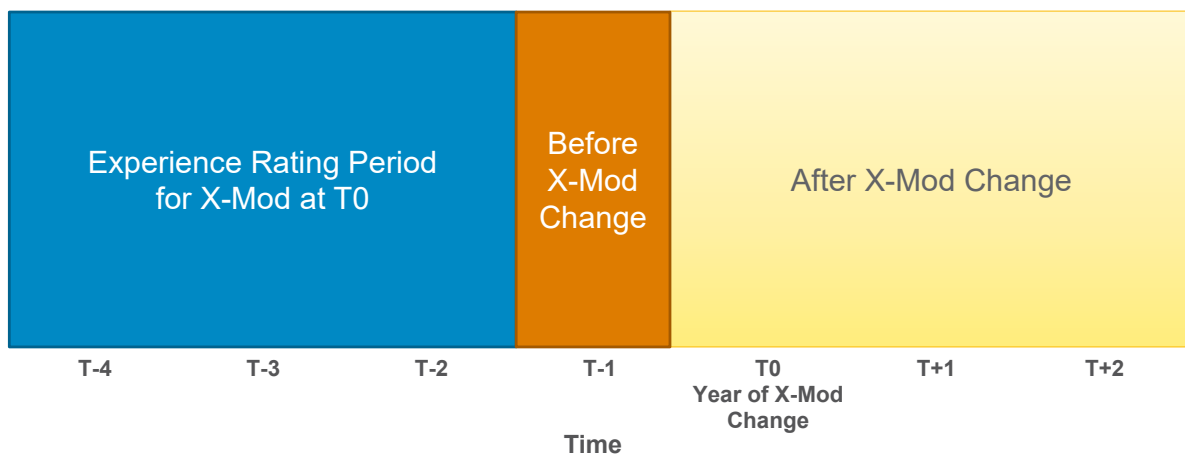 Experience Rating Period
for X-Mod at T0
Before
X-Mod
Change
After X-Mod Change
T-4
T-3
T-2
T-1
T0
Year of X-Mod
Change
T+1
T+2
Time